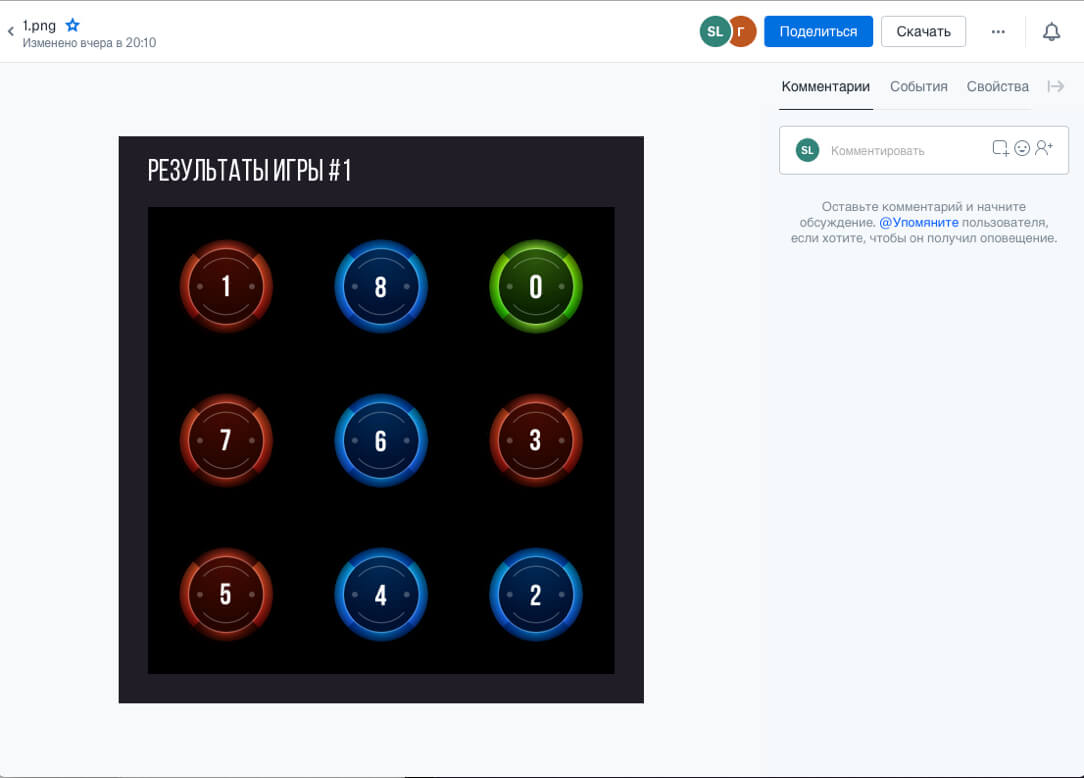 1.png
Изменено вчера в 20:10
SL Г Поделиться Скачать
Комментарии События Свойства
SL Комментировать
Оставьте комментарий и начните
обсуждение. @Упомяните пользователя,
если хотите, чтобы он получил оповещение.
РЕЗУЛЬТАТЫ ИГРЫ #1
1 8 0
7 6 3
5 4 2